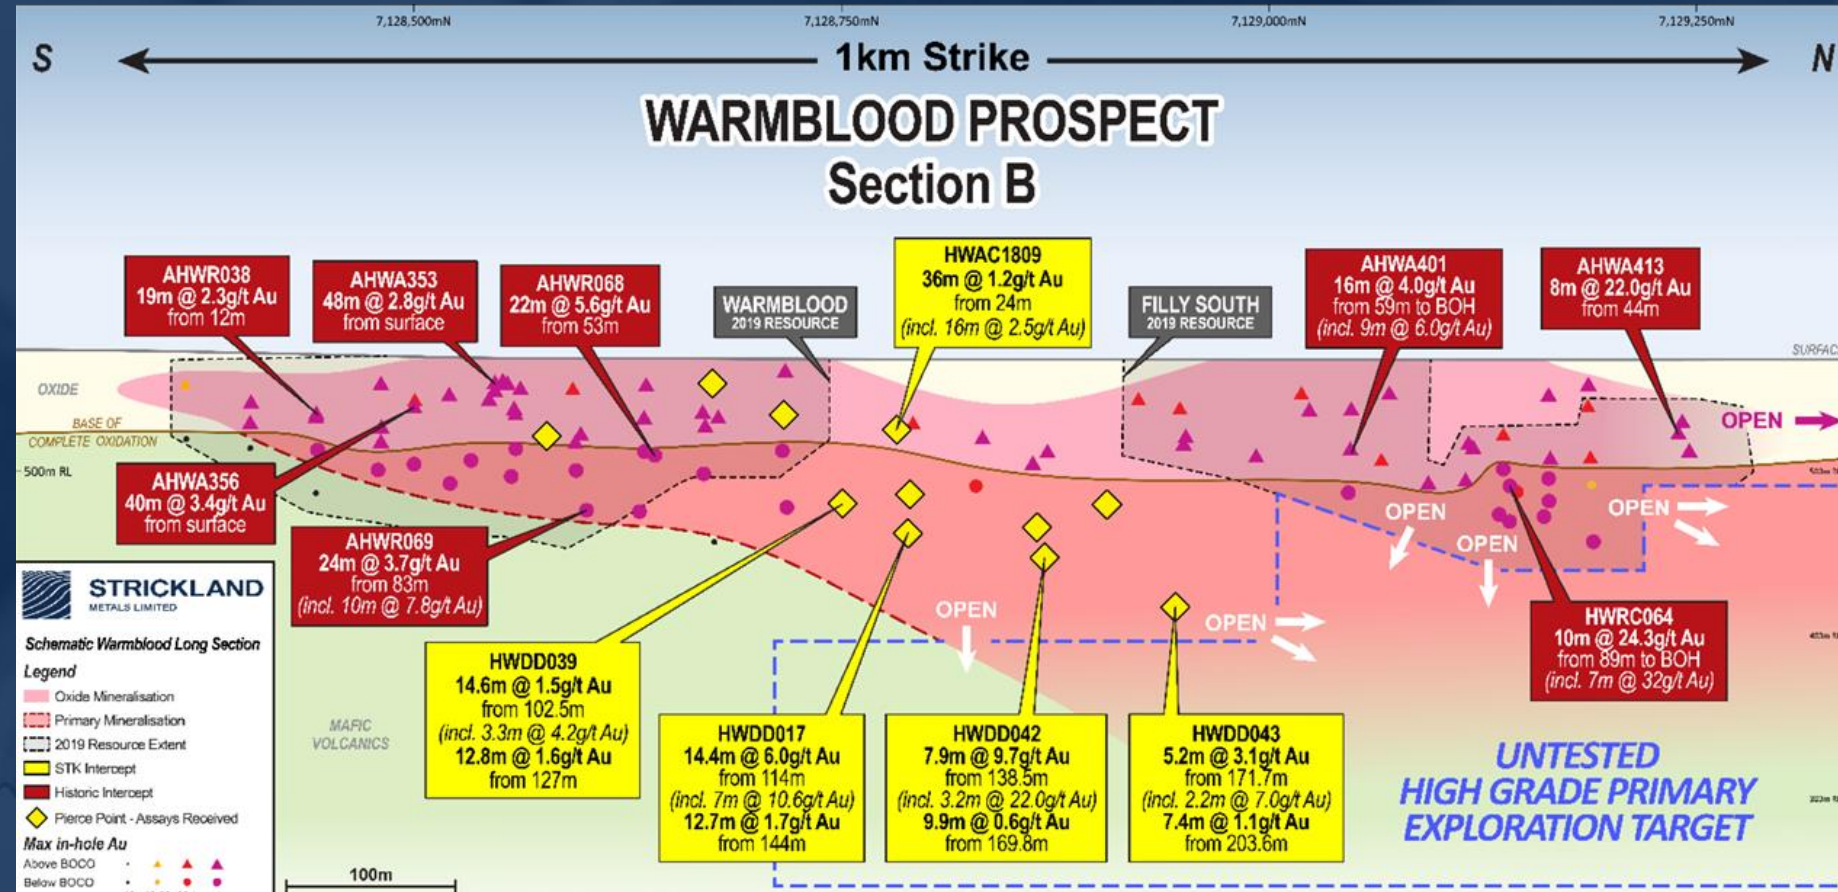 7,128,500mN
7,128,750mN
7,129,000mN
7,129,250mN
S
1km Strike
N
WARMBLOOD PROSPECT
Section B
AHWR038
19m @ 2.3g/t Au
from 12m
AHWA353
48m @ 2.8g/t Au
from surface
AHWR068
22m @ 5.6g/t Au
from 53m
WARMBLOOD
2019 RESOURCE
HWAC1809
36m @ 1.2g/t Au
from 24m
(incl. 16m @ 2.5g/t Au)
FILLY SOUTH
2019 RESOURCE
AHWA401
16m @ 4.0g/t Au
from 59m to BOH
(incl. 9m @ 6.0g/t Au)
AHWA413
8m @ 22.0g/t Au
from 44m
SURFAC
OXIDE
BASE OF
COMPLETE OXIDATION
500m RL
OPEN
AHWA356
40m @ 3.4g/t Au
from surface
AHWR069
24m @ 3.7g/t Au
from 83m
(incl. 10m @ 7.8g/t Au)
OPEN
OPEN
OPEN
OPEN
OPEN
HWRC064
10m @ 24.3g/t Au
from 89m to BOH
(incl. 7m @ 32g/t Au)
STRICKLAND
METALS LIMITED
Schematic Warmblood Long Section
Legend
Oxide Mineralisation
Primary Mineralisation
2019 Resource Extent
STK Intercept
Historic Intercept
Pierce Point - Assays Received
Max in-hole Au
Above BOCO
Below BOCO
MAFIC
VOLCANICS
100m
HWDD039
14.6m @ 1.5g/t Au
from 102.5m
(incl. 3.3m @ 4.2g/t Au)
12.8m @ 1.6g/t Au
from 127m
HWDD017
14.4m @ 6.0g/t Au
from 114m
(incl. 7m @ 10.6g/t Au)
12.7m @ 1.7g/t Au
from 144m
HWDD042
7.9m @ 9.7g/t Au
from 138.5m
(incl. 3.2m @ 22.0g/t Au)
9.9m @ 0.6g/t Au
from 169.8m
HWDD043
5.2m @ 3.1g/t Au
from 171.7m
(incl. 2.2m @ 7.0g/t Au)
7.4m @ 1.1g/t Au
from 203.6m
UNTESTED
HIGH GRADE PRIMARY
EXPLORATION TARGET